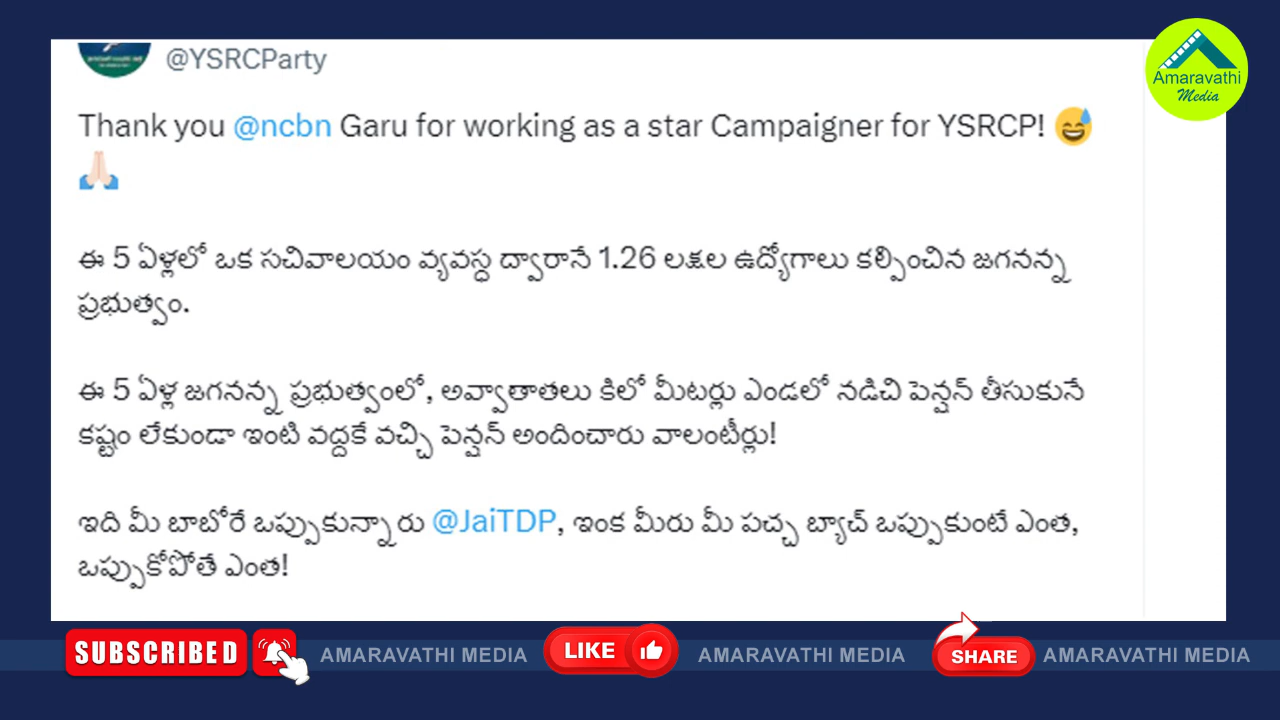 @YSRCParty
Amaravathi
Media
Thank you @ncbn Garu for working as a star Campaigner for YSRCP! 😅
🙏🏻
ఈ 5 ఏళ్లలో ఒక సచివాలయం వ్యవస్థ ద్వారానే 1.26 లక్షల ఉద్యోగాలు కల్పించిన జగనన్న
ప్రభుత్వం.
ఈ 5 ఏళ్ల జగనన్న ప్రభుత్వంలో, అవ్వాతాతలు కిలో మీటర్లు ఎండలో నడిచి పెన్షన్ తీసుకునే
కష్టం లేకుండా ఇంటి వద్దకే వచ్చి పెన్షన్ అందించారు వాలంటీర్లు!
ఇది మీ బాబోరే ఒప్పుకున్నారు @JaiTDP, ఇంక మీరు మీ పచ్చ బ్యాచ్ ఒప్పుకుంటే ఎంత,
ఒప్పుకోపోతే ఎంత!
SUBSCRIBED AMARAVATHI MEDIA LIKE AMARAVATHI MEDIA SHARE AMARAVATHI MEDIA